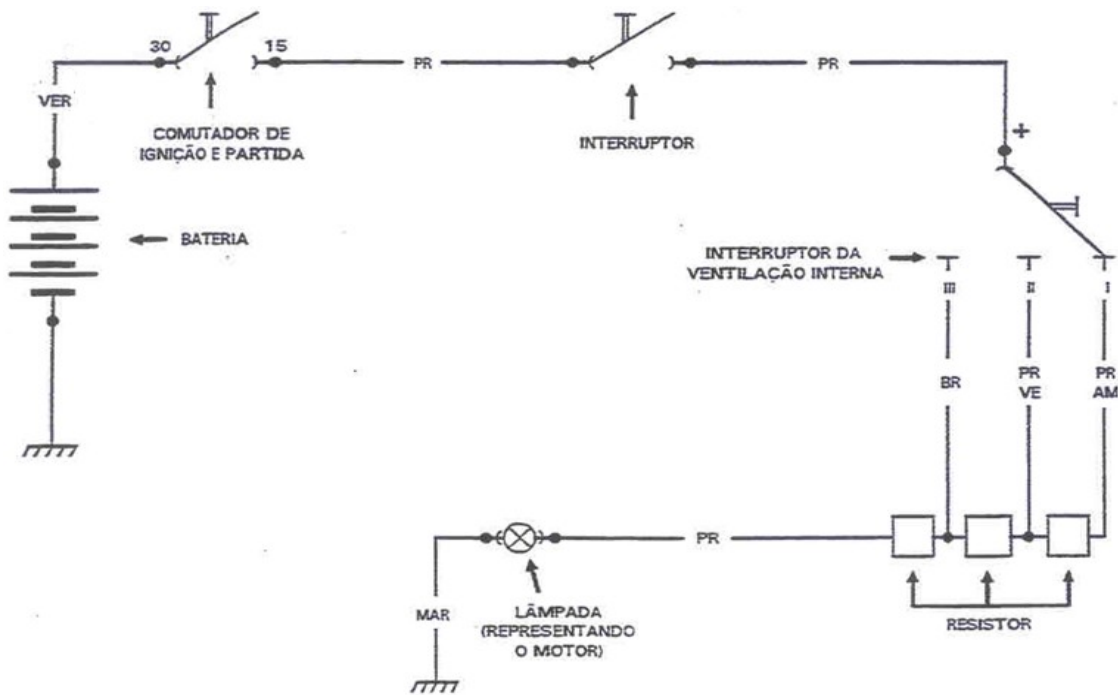 30
15
PR
PR
VER
COMUTADOR DE
IGNIÇÃO E PARTIDA
INTERRUPTOR
+
BATERIA
INTERRUPTOR DA
VENTILAÇÃO INTERNA
III
II
I
BR
PR
VE
PR
AM
PR
MAR
LÂMPADA
(REPRESENTANDO
O MOTOR)
RESISTOR